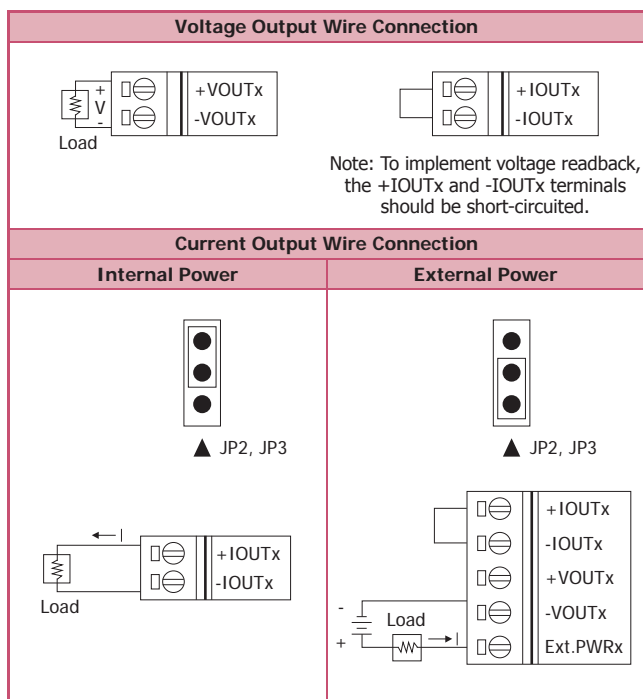 Voltage Output Wire Connection
+
V
-
Load
+VOUTx
-VOUTx
+IOUTx
-IOUTx
Note: To implement voltage readback,
the +IOUTx and -IOUTx terminals
should be short-circuited.
Current Output Wire Connection
Internal Power
External Power
JP2, JP3
JP2, JP3
I
Load
+IOUTx
-IOUTx
+IOUTx
-IOUTx
+VOUTx
-VOUTx
Ext.PWRx
-
+
Load
I